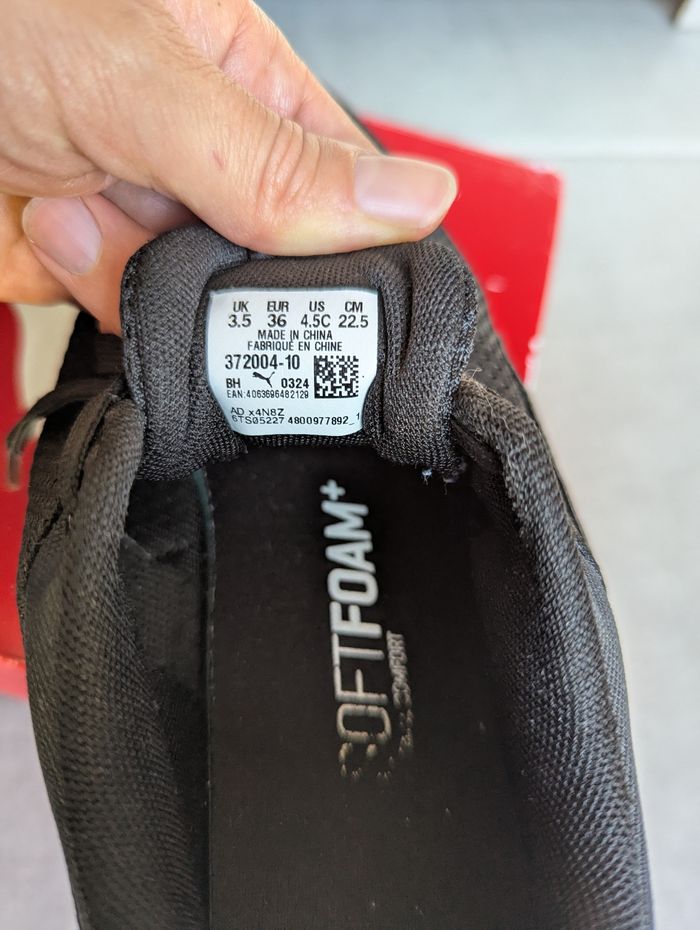 UK EUR US CM
3.5 36 4.5C 22.5
MADE IN CHINA
FABRIQUÉ EN CHINE
372004-10
BH 0324
EAN:4063696482129
AD x4N8Z
6TS05227 4800977892_1
SOFTFOAM+
COMFORT